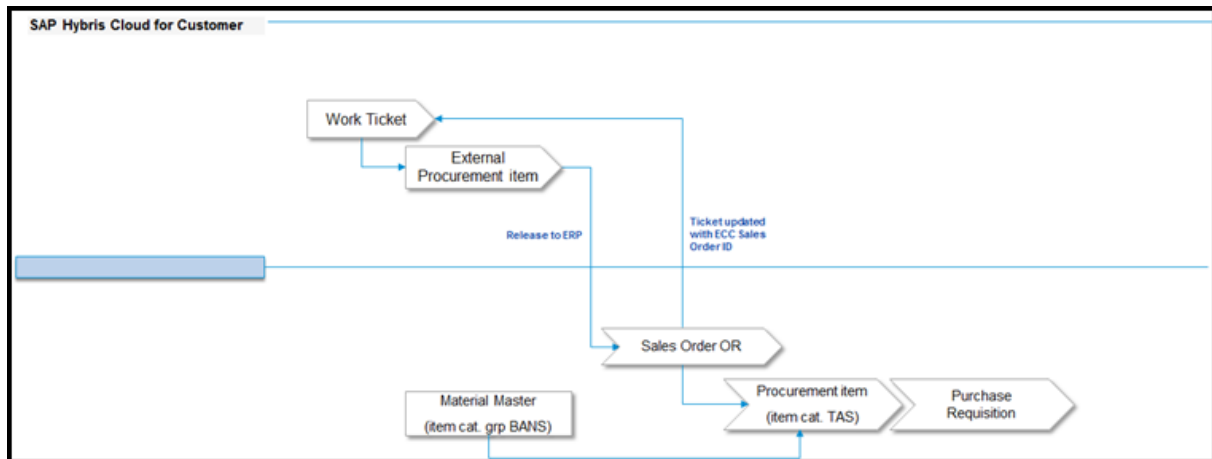 SAP Hybris Cloud for Customer
Work Ticket
External
Procurement item
Release to ERP
Ticket updated
with ECC Sales
Order ID
Sales Order OR
Material Master
(item cat. grp BANS)
Procurement item
(item cat. TAS)
Purchase
Requisition